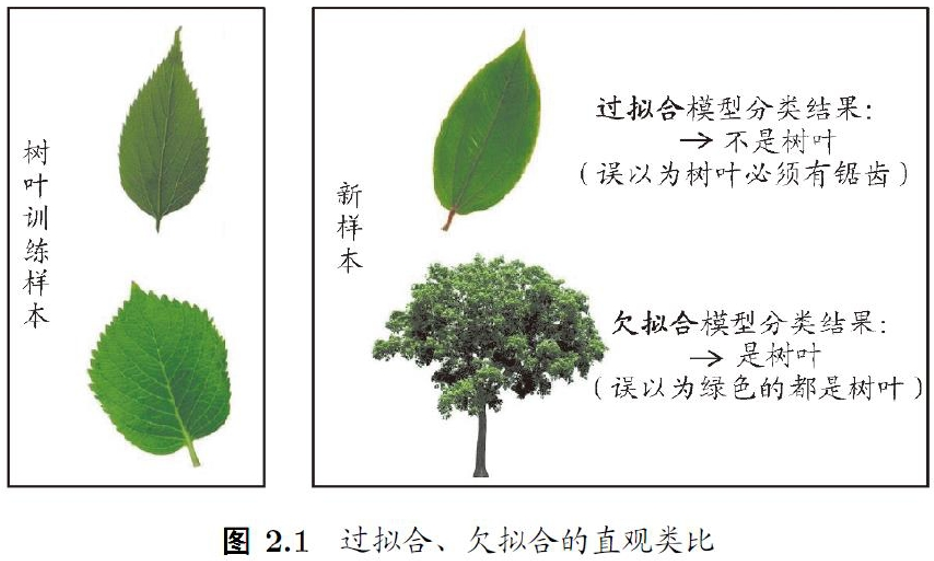 树叶训练样本
新样本
过拟合模型分类结果：
→ 不是树叶
（误以为树叶必须有锯齿）
欠拟合模型分类结果：
→ 是树叶
（误以为绿色的都是树叶）
图 2.1 过拟合、欠拟合的直观类比